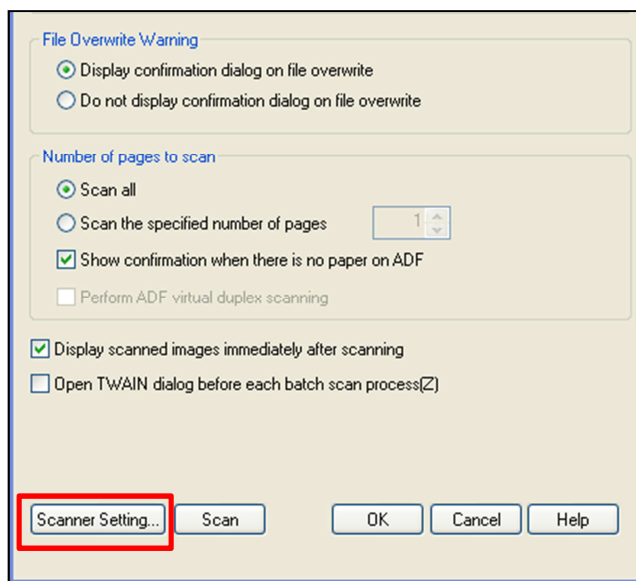 File Overwrite Warning
Display confirmation dialog on file overwrite
Do not display confirmation dialog on file overwrite
Number of pages to scan
Scan all
Scan the specified number of pages 1
Show confirmation when there is no paper on ADF
Perform ADF virtual duplex scanning
Display scanned images immediately after scanning
Open TWAIN dialog before each batch scan process(Z)
Scanner Setting... Scan OK Cancel Help